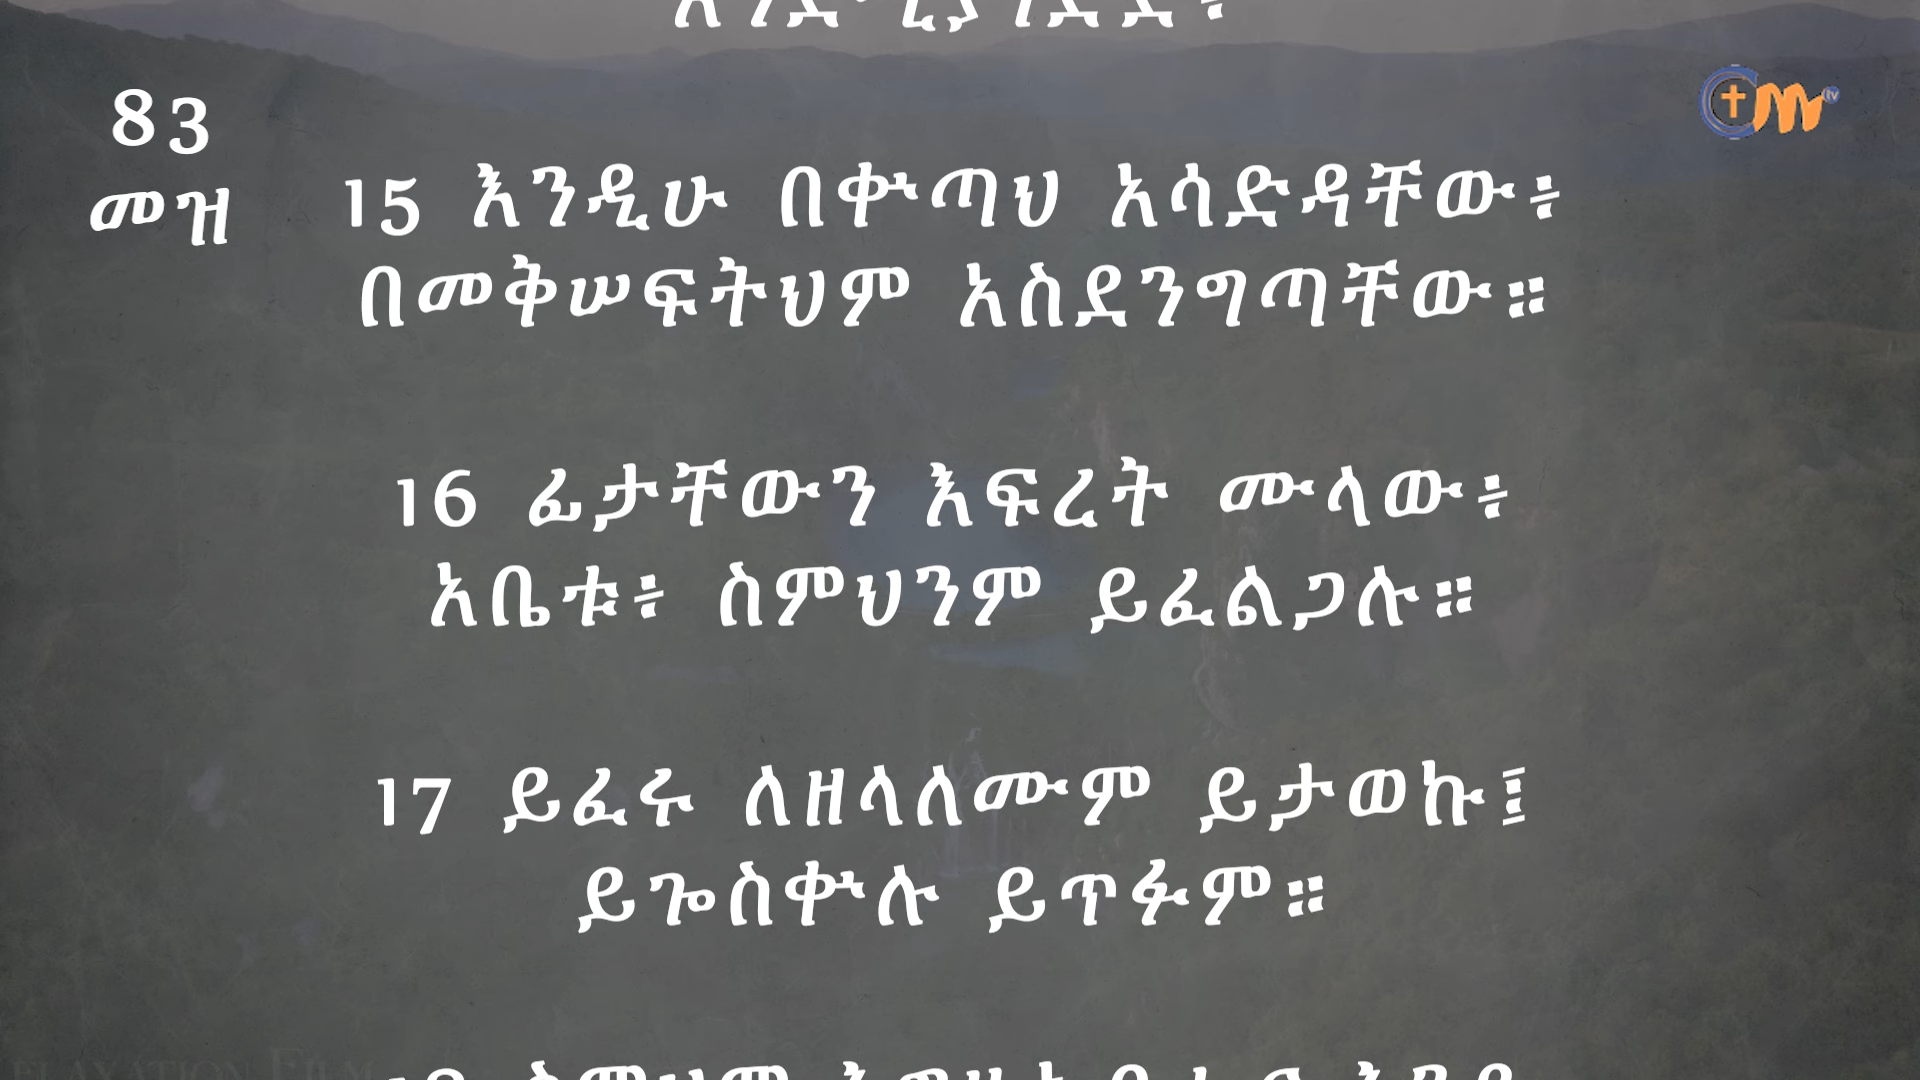 83
መዝ
15 እንዲሁ በቍጣህ አሳድዳቸው፥
በመቅሠፍትህም አስደንግጣቸው።
16 ፊታቸውን እፍረት ሙላው፥
አቤቱ፥ ስምህንም ይፈልጋሉ።
17 ይፈሩ ለዘላለሙም ይታወኩ፤
ይጐስቍሉ ይጥፉም።